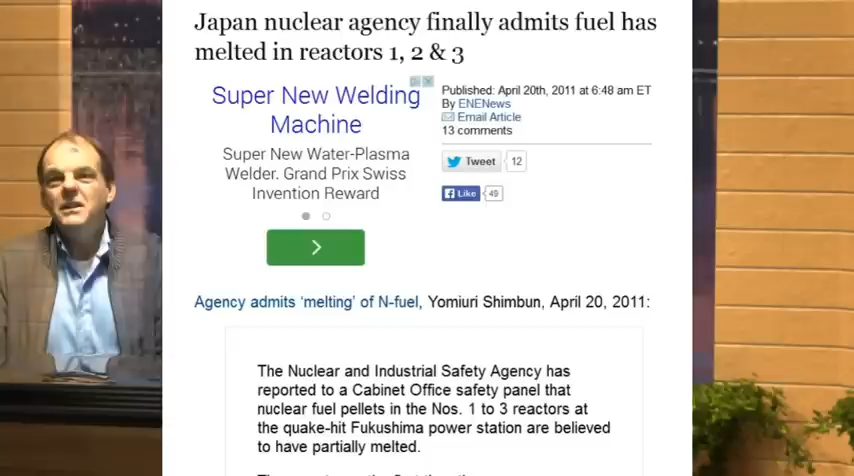 Japan nuclear agency finally admits fuel has
melted in reactors 1, 2 & 3
Super New Welding
Machine
Super New Water-Plasma
Welder. Grand Prix Swiss
Invention Reward
Published: April 20th, 2011 at 6:48 am ET
By ENENews
Email Article
13 comments
Tweet 12
Like 49
Agency admits ‘melting’ of N-fuel, Yomiuri Shimbun, April 20, 2011:
The Nuclear and Industrial Safety Agency has
reported to a Cabinet Office safety panel that
nuclear fuel pellets in the Nos. 1 to 3 reactors at
the quake-hit Fukushima power station are believed
to have partially melted.